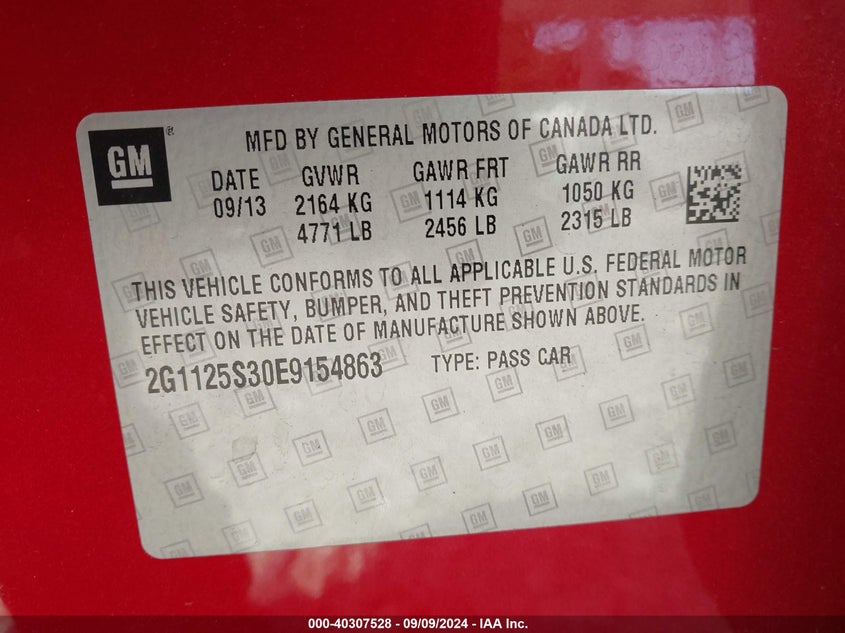 GM ®
MFD BY GENERAL MOTORS OF CANADA LTD.
DATE GVWR GAWR FRT GAWR RR
09/13 2164 KG 1114 KG 1050 KG
4771 LB 2456 LB 2315 LB
THIS VEHICLE CONFORMS TO ALL APPLICABLE U.S. FEDERAL MOTOR
VEHICLE SAFETY, BUMPER, AND THEFT PREVENTION STANDARDS IN
EFFECT ON THE DATE OF MANUFACTURE SHOWN ABOVE.
2G1125S30E9154863 TYPE: PASS CAR
000-40307528 - 09/09/2024 - IAA Inc.